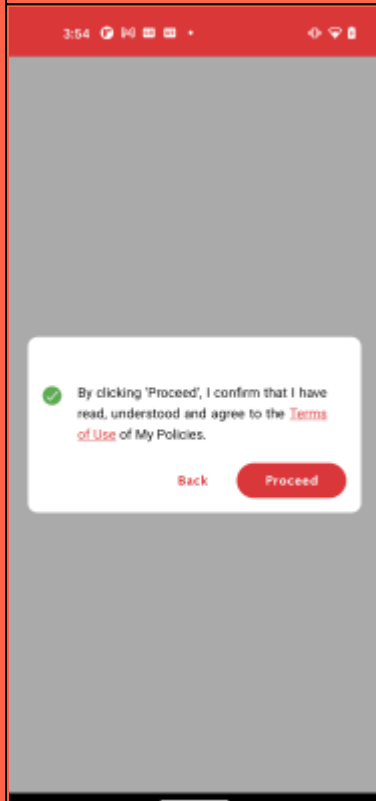 3:54
By clicking 'Proceed', I confirm that I have
read, understood and agree to the Terms
of Use of My Policies.
Back Proceed